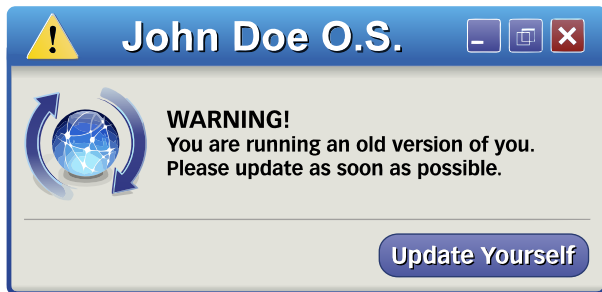 John Doe O.S.
WARNING!
You are running an old version of you.
Please update as soon as possible.
Update Yourself